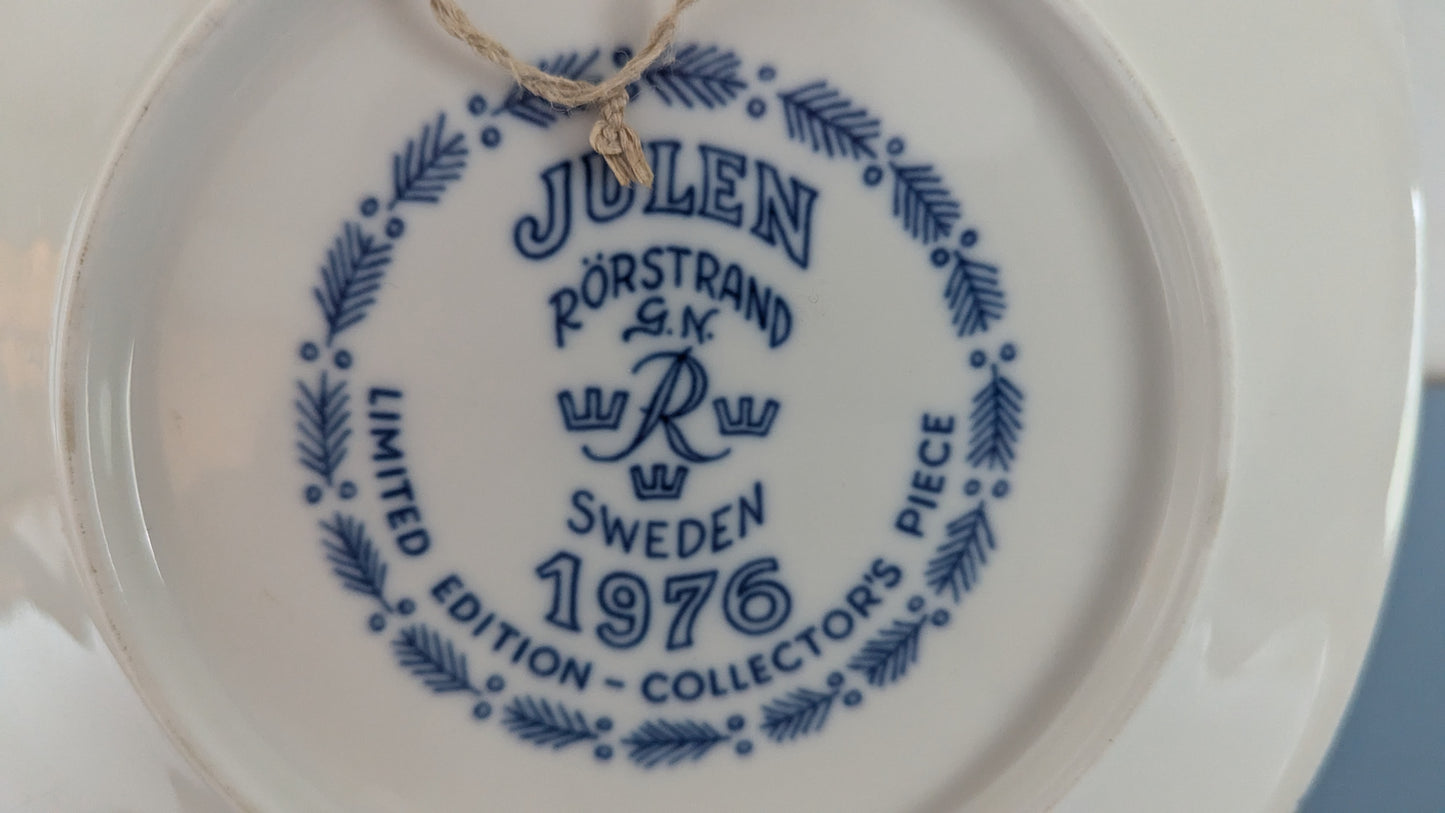 JULEN
RÖRSTRAND
G.N.
R
SWEDEN
1976
LIMITED EDITION - COLLECTOR'S PIECE